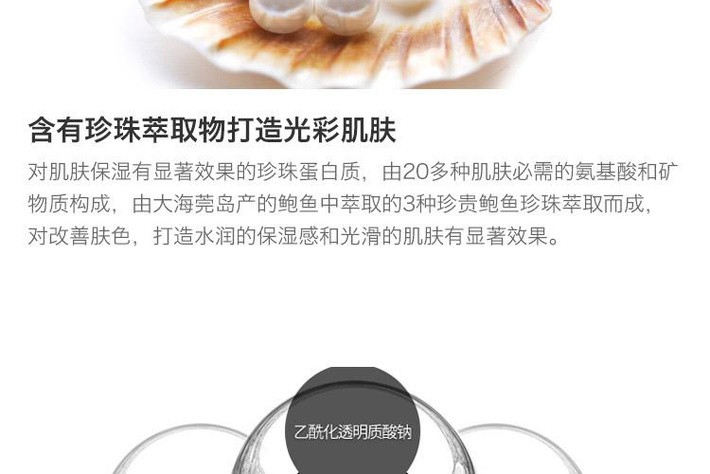 含有珍珠萃取物打造光彩肌肤
对肌肤保湿有显著效果的珍珠蛋白质，由20多种肌肤必需的氨基酸和矿
物质构成，由大海莞岛产的鲍鱼中萃取的3种珍贵鲍鱼珍珠萃取而成，
对改善肤色，打造水润的保湿感和光滑的肌肤有显著效果。
乙酰化透明质酸钠